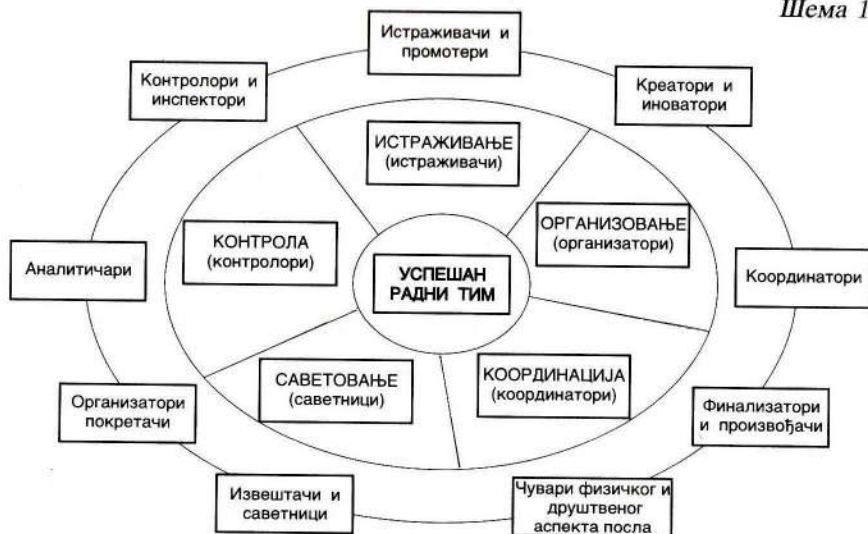 Шема 1
Истраживачи и
промотери
Контролори и
инспектори
Креатори и
иноватори
ИСТРАЖИВАЊЕ
(истраживачи)
КОНТРОЛА
(контролори)
ОРГАНИЗОВАЊЕ
(организатори)
Аналитичари
УСПЕШАН
РАДНИ ТИМ
Координатори
САВЕТОВАЊЕ
(саветници)
КООРДИНАЦИЈА
(координатори)
Организатори
покретачи
Финализатори
и произвођачи
Извештачи и
саветници
Чувари физичког и
друштвеног
аспекта посла